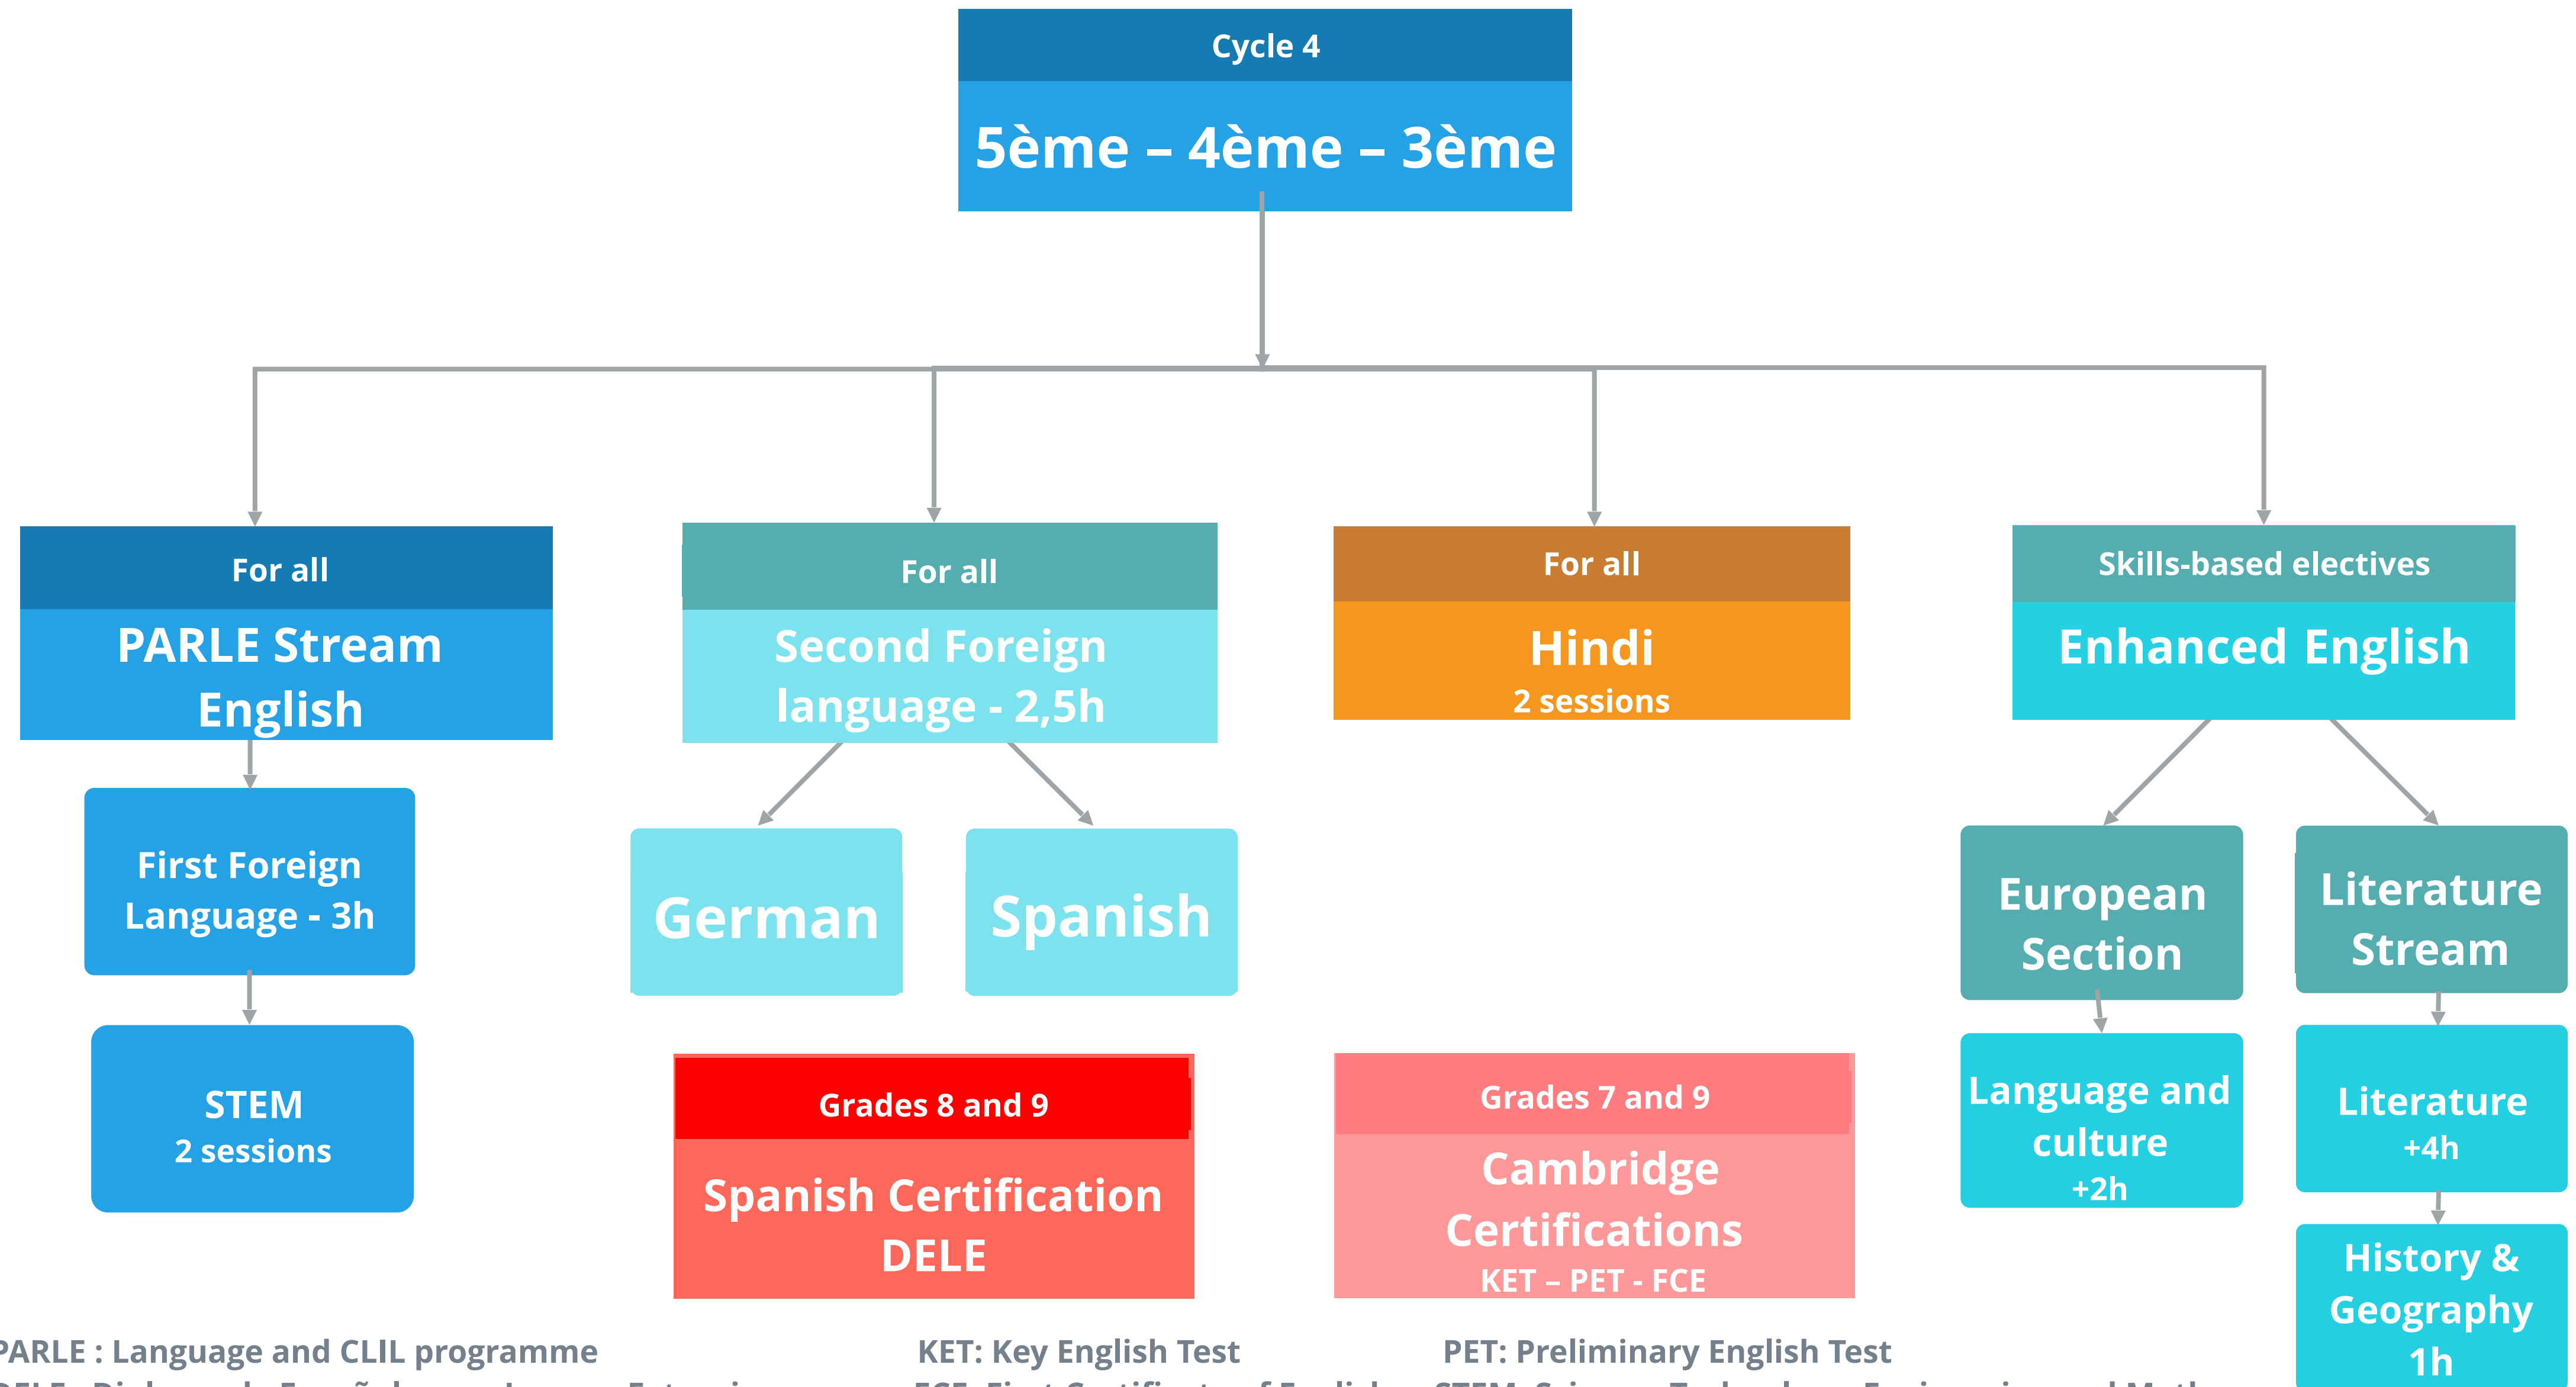 Cycle 4
5ème – 4ème – 3ème
For all
PARLE Stream
English
First Foreign
Language - 3h
STEM
2 sessions
For all
Second Foreign
language - 2,5h
German
Spanish
For all
Hindi
2 sessions
Skills-based electives
Enhanced English
European
Section
Language and
culture
+2h
Literature
Stream
Literature
+4h
History &
Geography
1h
Grades 8 and 9
Spanish Certification
DELE
Grades 7 and 9
Cambridge
Certifications
KET – PET - FCE
PARLE : Language and CLIL programme
KET: Key English Test
PET: Preliminary English Test